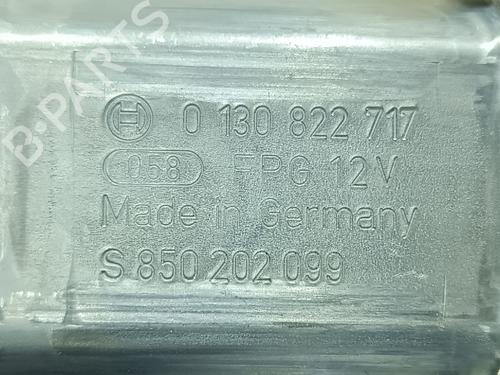 B-PARTS
0 130 822 717
058 FPG 12V
Made in Germany
S 850 202 099